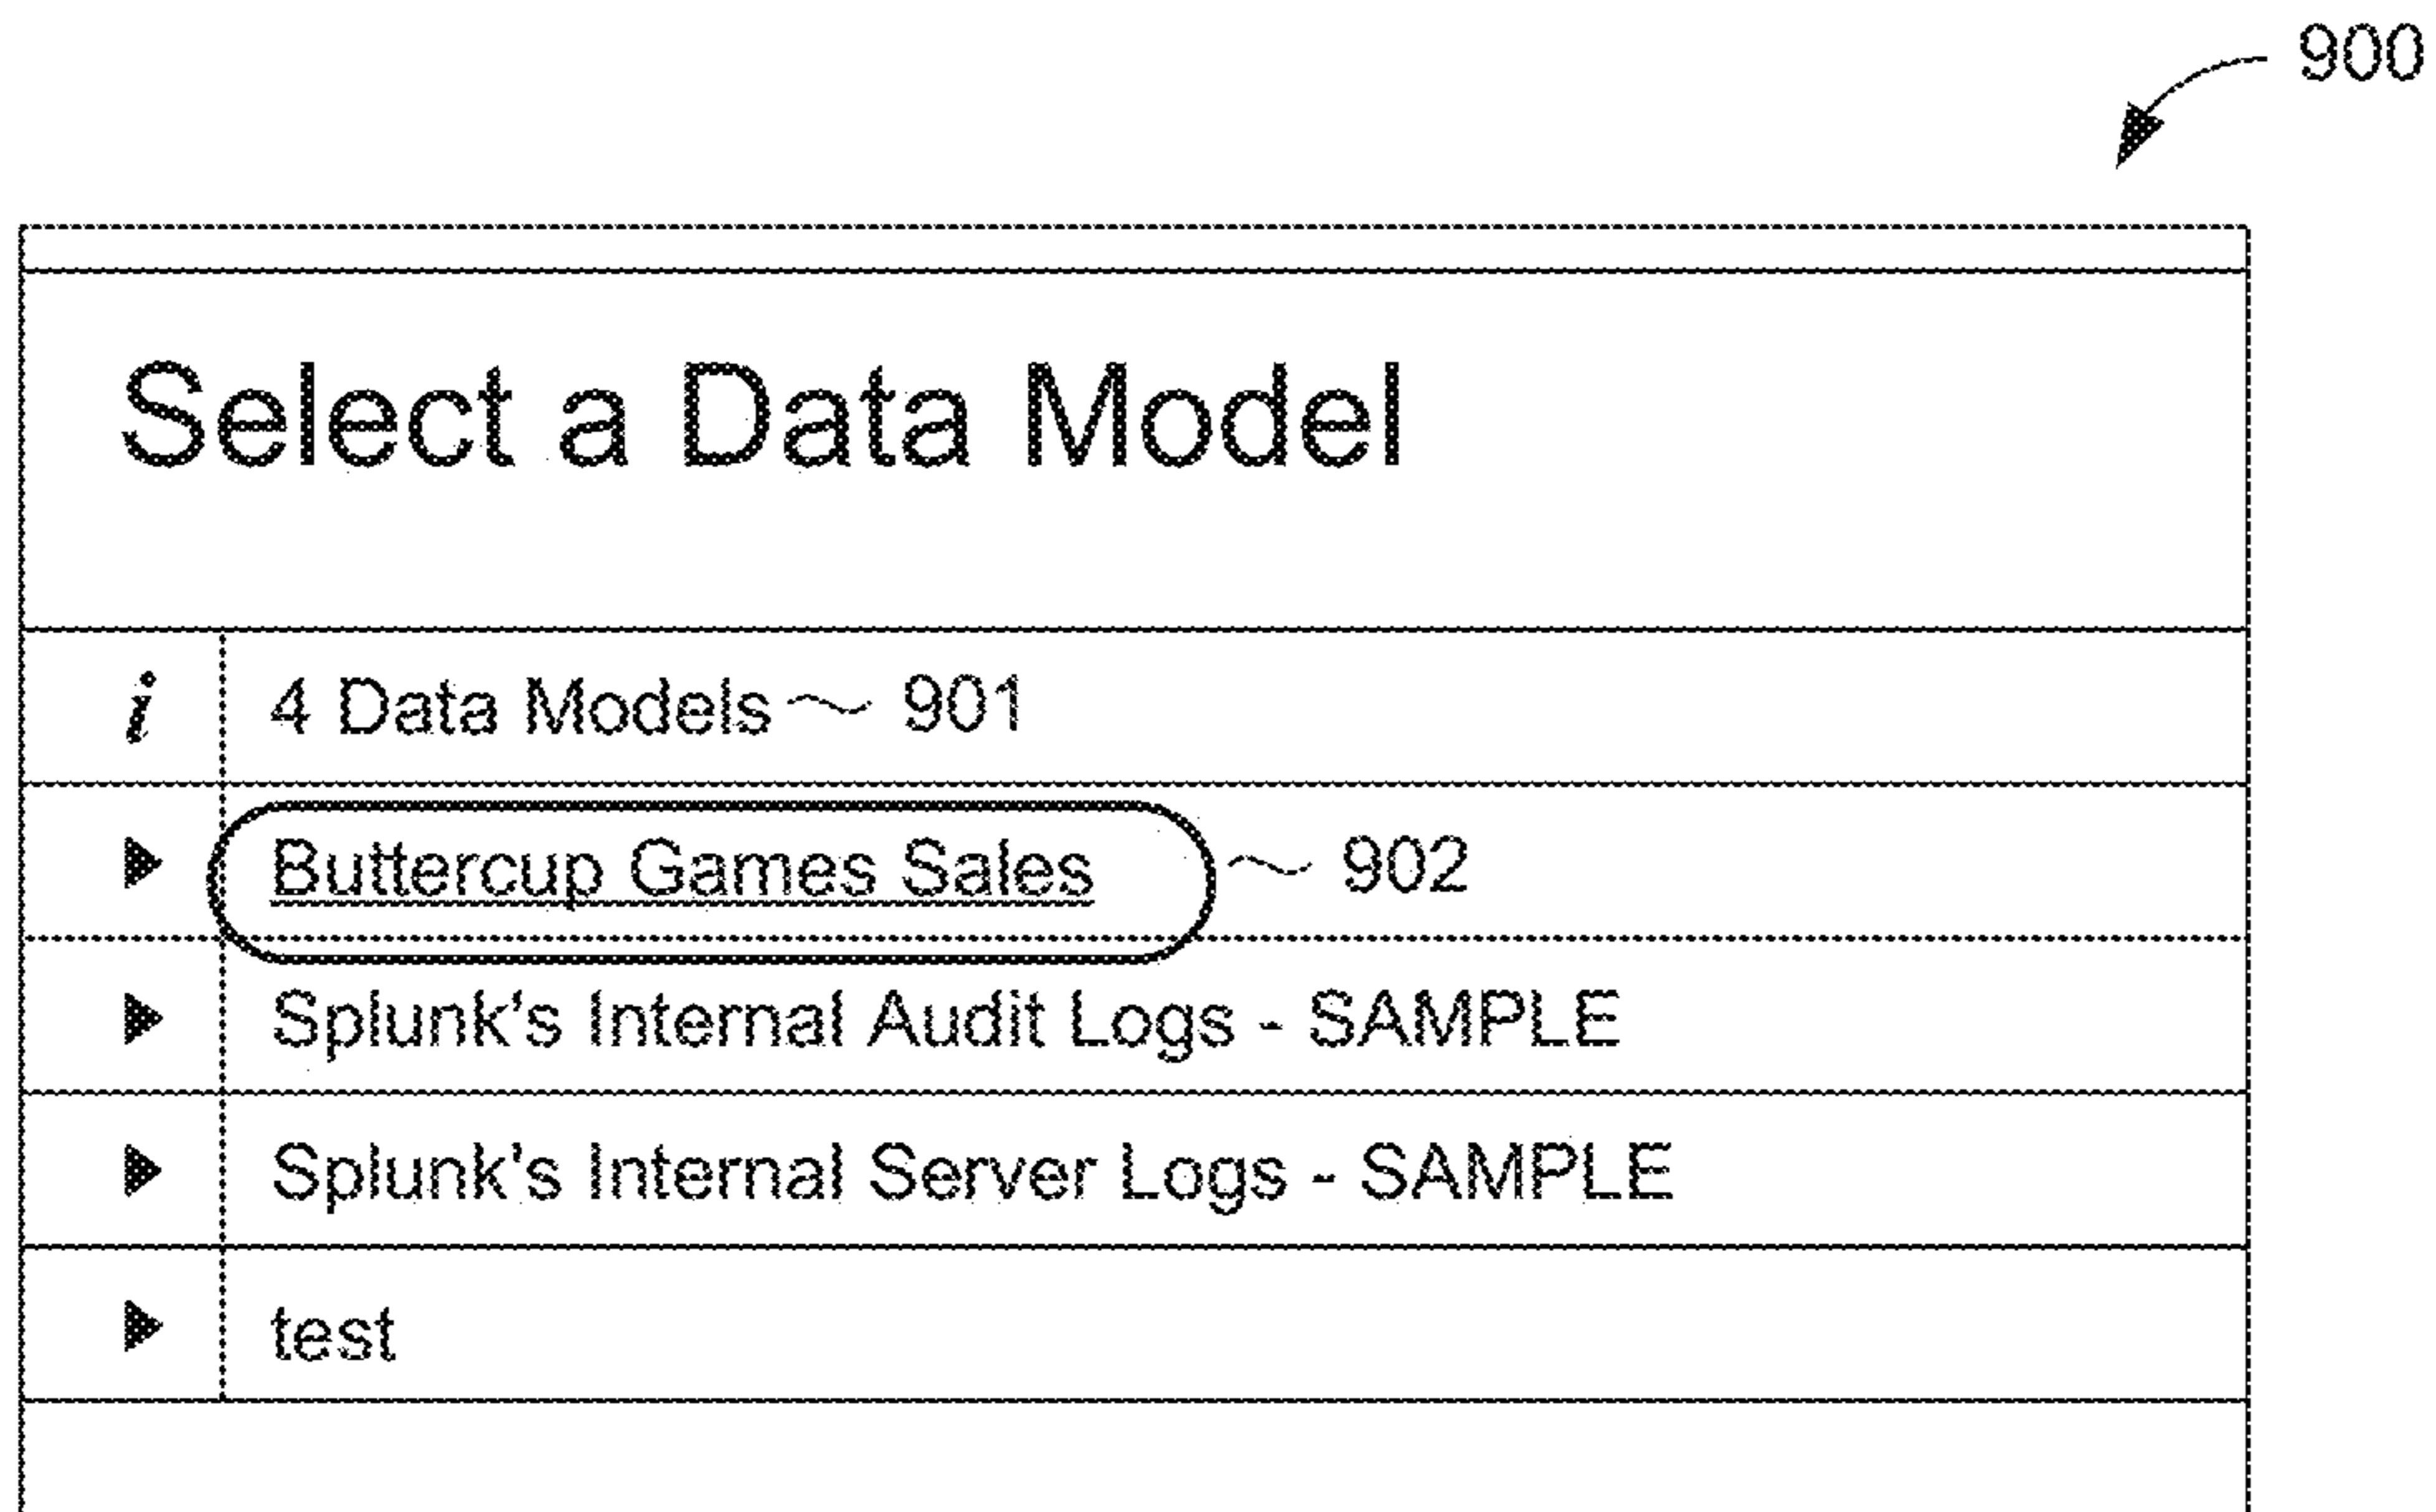 900
Select a Data Model
i 4 Data Models 901
Buttercup Games Sales 902
Splunk's Internal Audit Logs - SAMPLE
Splunk's Internal Server Logs - SAMPLE
test